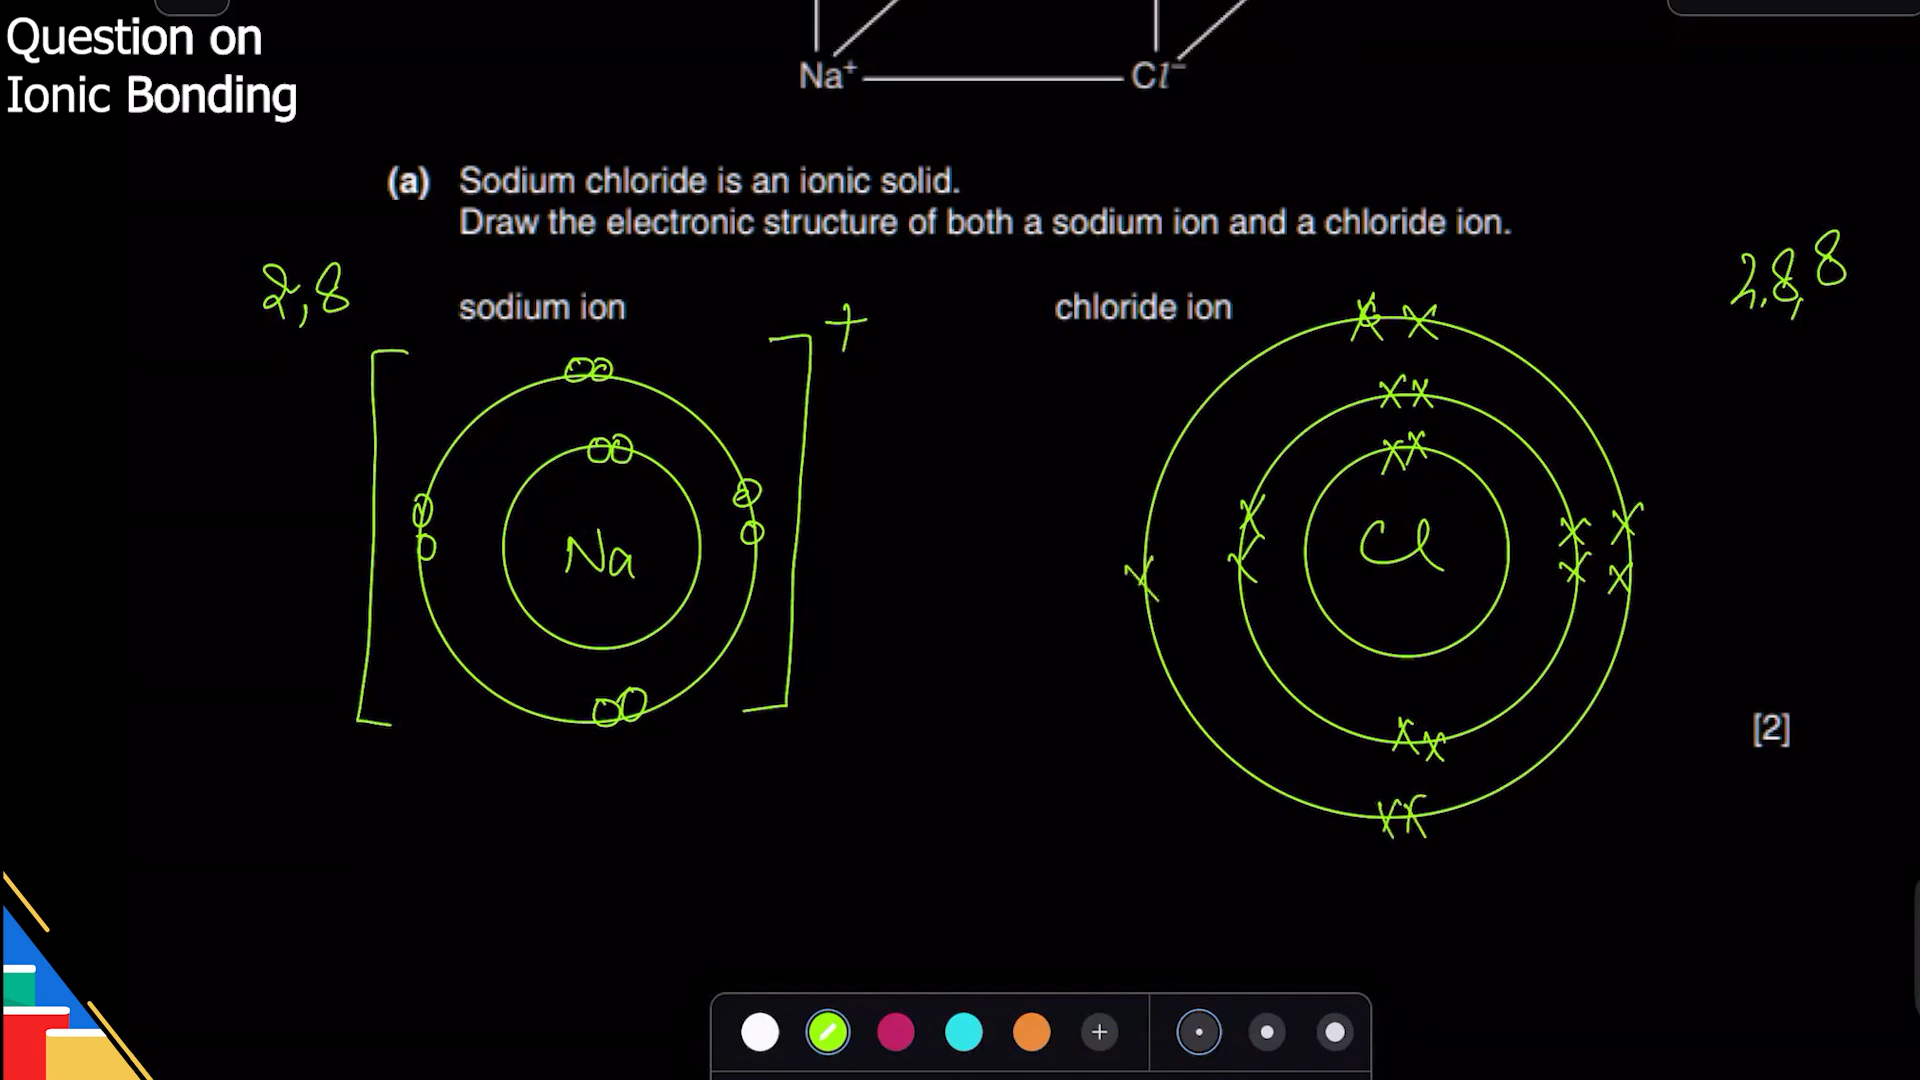 Question on
Ionic Bonding
Na⁺ Cl⁻
(a) Sodium chloride is an ionic solid.
Draw the electronic structure of both a sodium ion and a chloride ion.
2,8
2,8,8
sodium ion
chloride ion
+
Na
Cl
[2]